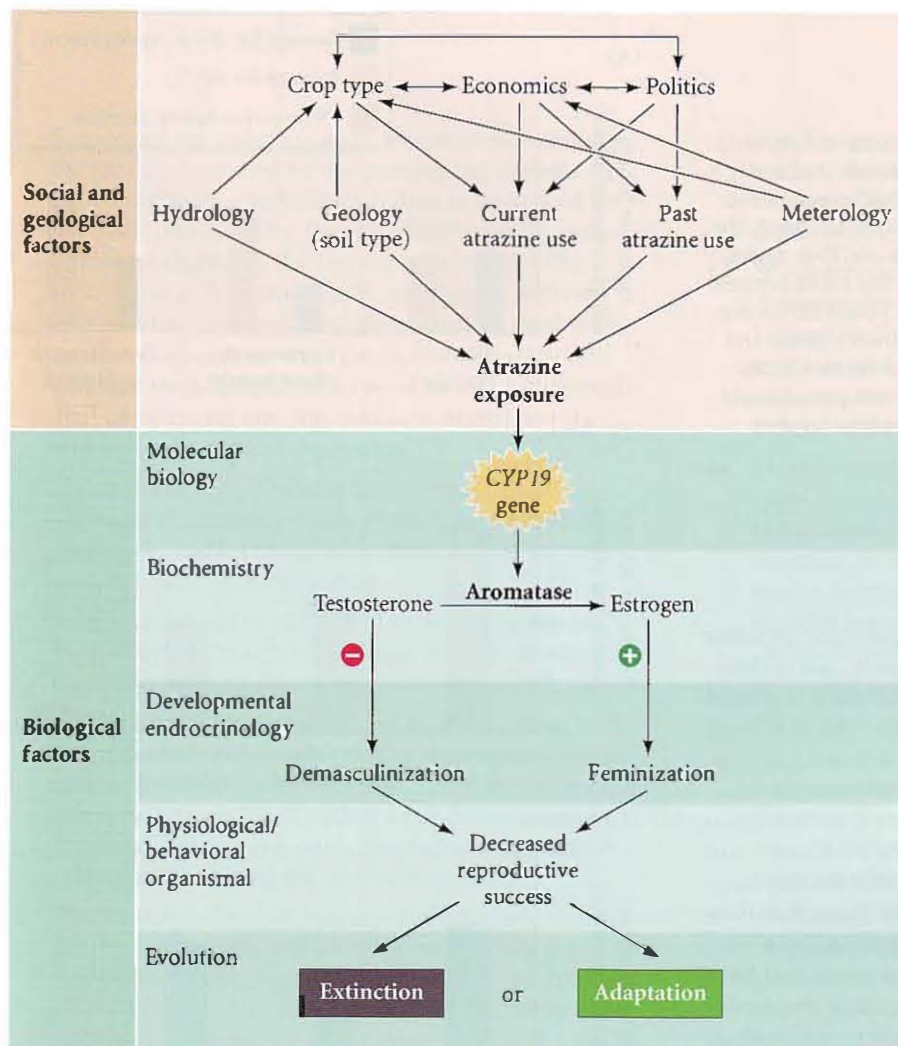 Crop type
Economics
Politics
Social and
geological
factors
Hydrology
Geology
(soil type)
Current
atrazine use
Past
atrazine use
Meterology
Atrazine
exposure
Molecular
biology
CYP19
gene
Biochemistry
Testosterone
Aromatase
Estrogen
−
+
Biological
factors
Developmental
endocrinology
Demasculinization
Feminization
Physiological/
behavioral
organismal
Decreased
reproductive
success
Evolution
Extinction
or
Adaptation